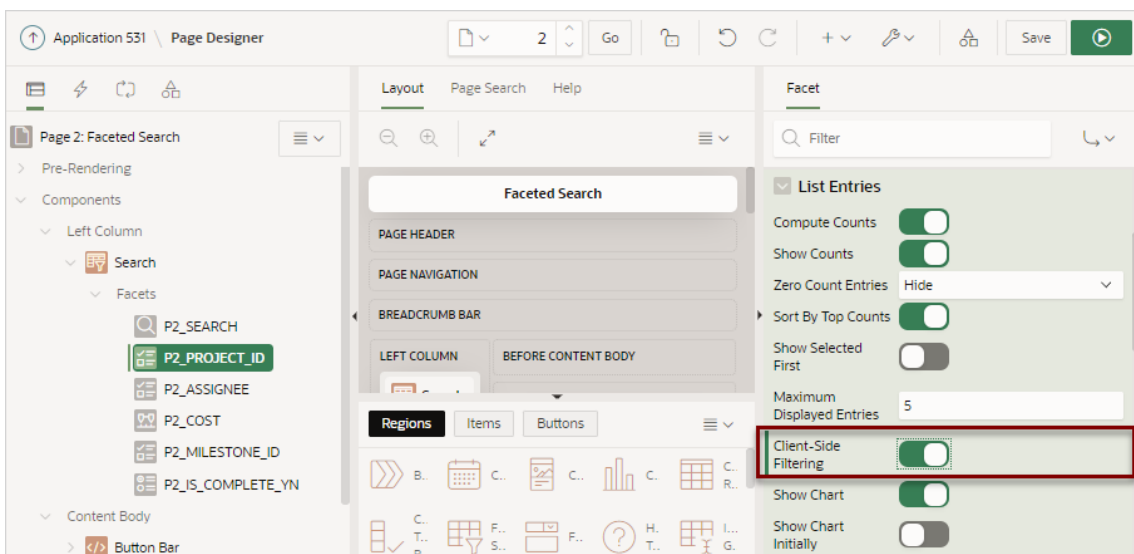 Application 531 \ Page Designer
2
Go
Save
Layout
Page Search
Help
Facet
Page 2: Faceted Search
Filter
Pre-Rendering
Components
Left Column
Search
Facets
P2_SEARCH
P2_PROJECT_ID
P2_ASSIGNEE
P2_COST
P2_MILESTONE_ID
P2_IS_COMPLETE_YN
Content Body
Button Bar
Faceted Search
PAGE HEADER
PAGE NAVIGATION
BREADCRUMB BAR
LEFT COLUMN
BEFORE CONTENT BODY
Regions
Items
Buttons
B..
C..
C..
C.
C..
R..
C..
T..
F..
S..
F..
H.
T..
I...
G.
List Entries
Compute Counts
Show Counts
Zero Count Entries
Hide
Sort By Top Counts
Show Selected
First
Maximum
Displayed Entries
5
Client-Side
Filtering
Show Chart
Show Chart
Initially